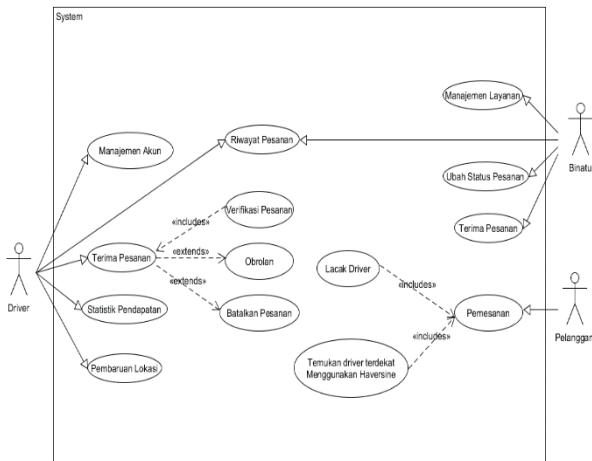 System
Manajemen Layanan
Binatu
Riwayat Pesanan
Manajemen Akun
Ubah Status Pesanan
«includes»
Verifikasi Pesanan
Terima Pesanan
Terima Pesanan
«extends»
Obrolan
Lacak Driver
«extends»
«includes»
Driver
Statistik Pendapatan
Batalkan Pesanan
Pemesanan
Pelanggan
«includes»
Temukan driver terdekat
Menggunakan Haversine
Pembaruan Lokasi